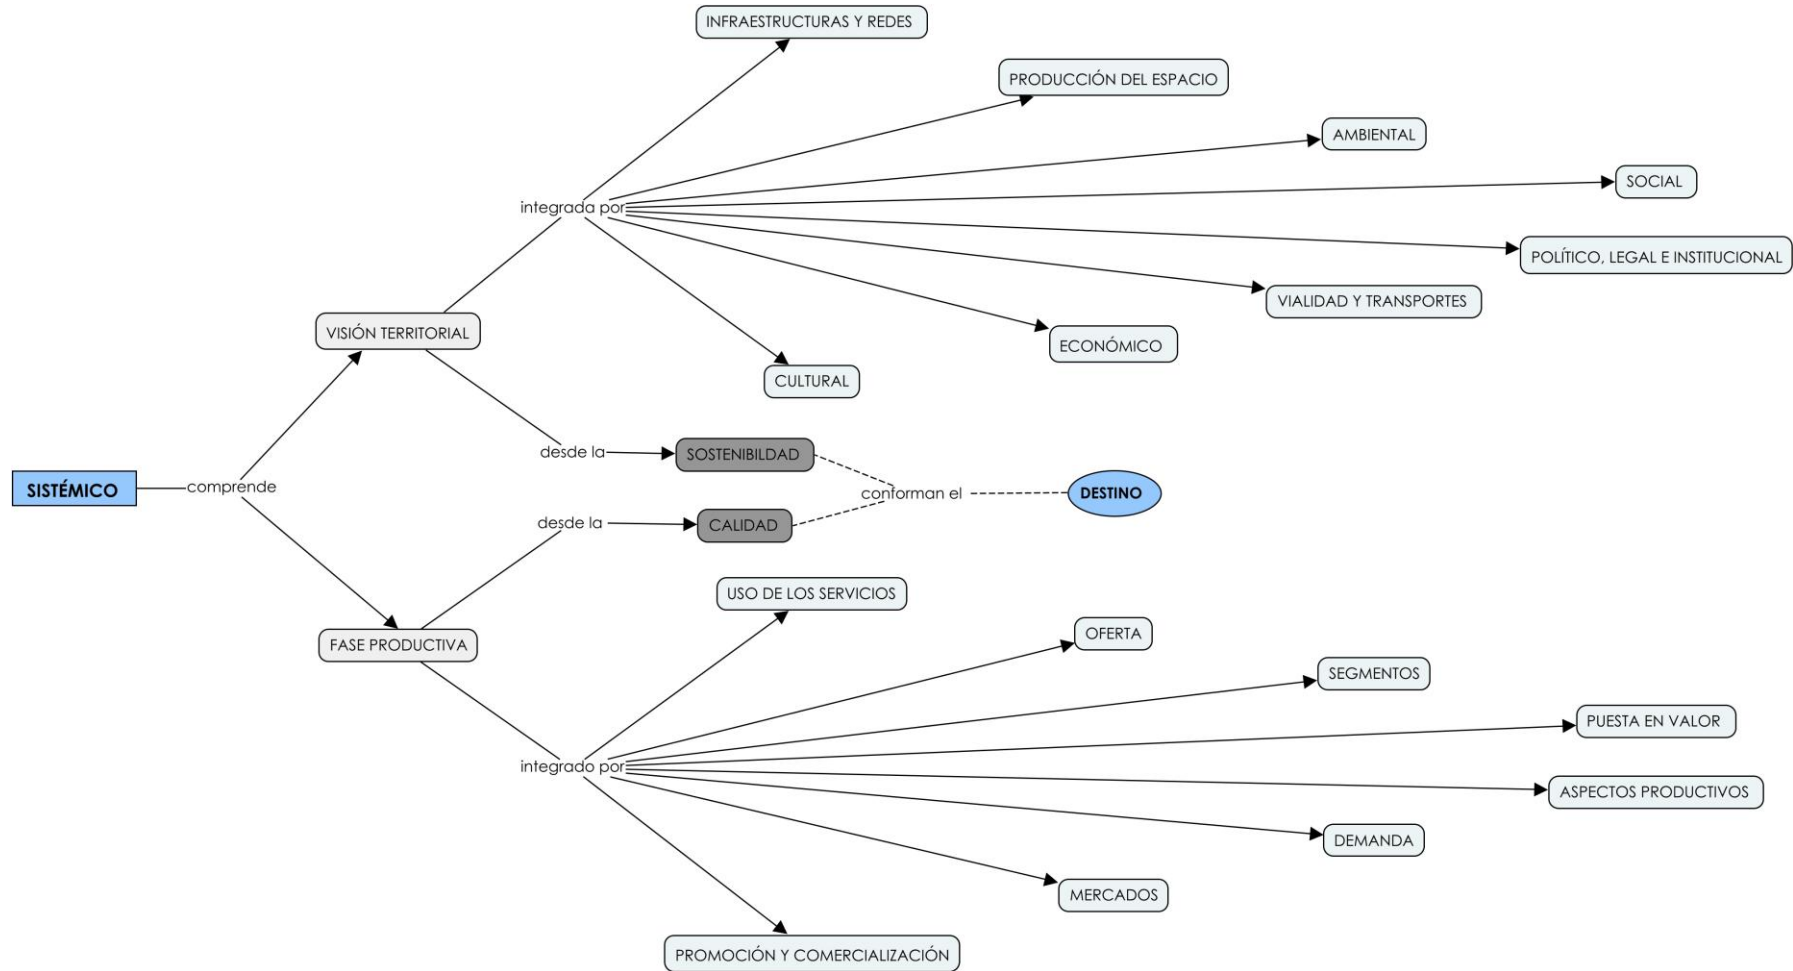 INFRAESTRUCTURAS Y REDES
PRODUCCIÓN DEL ESPACIO
AMBIENTAL
SOCIAL
integrada por
POLÍTICO, LEGAL E INSTITUCIONAL
VIALIDAD Y TRANSPORTES
VISIÓN TERRITORIAL
ECONÓMICO
CULTURAL
desde la
SOSTENIBILDAD
SISTÉMICO
comprende
conforman el
DESTINO
desde la
CALIDAD
USO DE LOS SERVICIOS
FASE PRODUCTIVA
OFERTA
SEGMENTOS
PUESTA EN VALOR
integrado por
ASPECTOS PRODUCTIVOS
DEMANDA
MERCADOS
PROMOCIÓN Y COMERCIALIZACIÓN